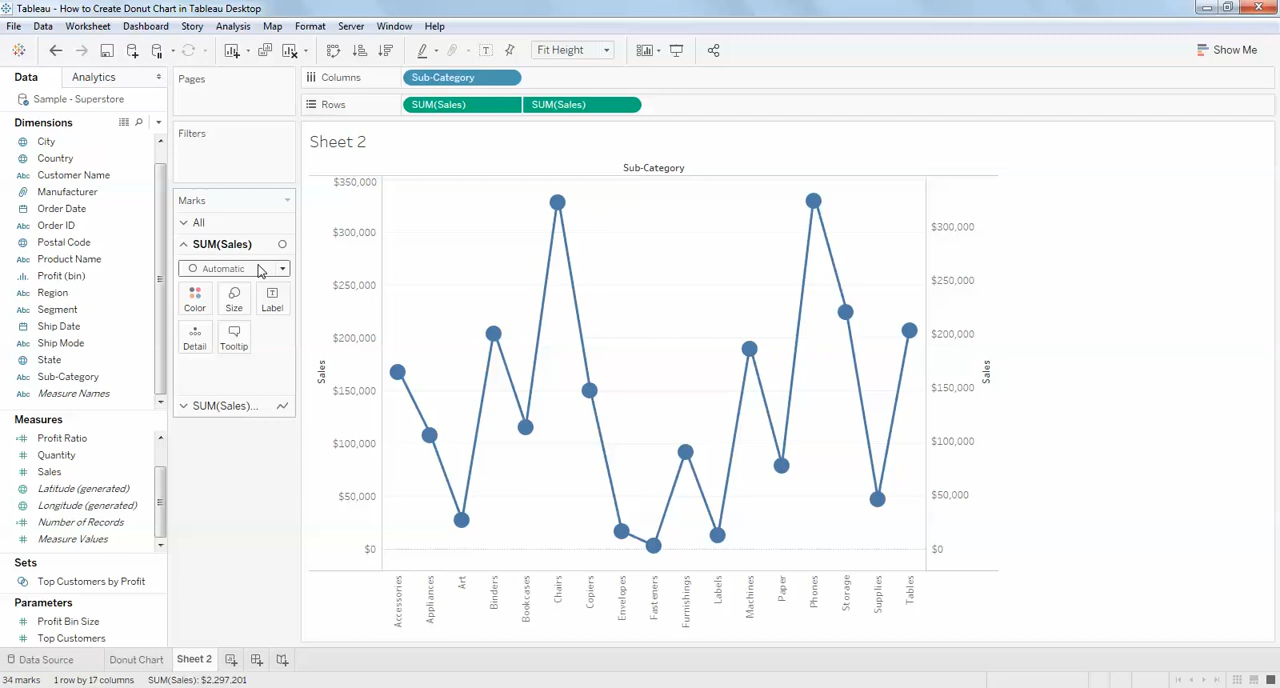 Tableau - How to Create Donut Chart in Tableau Desktop
File Data Worksheet Dashboard Story Analysis Map Format Server Window Help
Fit Height
Show Me
Data Analytics
Sample - Superstore
Dimensions
City
Country
Customer Name
Manufacturer
Order Date
Order ID
Postal Code
Product Name
Profit (bin)
Region
Segment
Ship Date
Ship Mode
State
Sub-Category
Measure Names
Measures
Profit Ratio
Quantity
Sales
Latitude (generated)
Longitude (generated)
Number of Records
Measure Values
Sets
Top Customers by Profit
Parameters
Profit Bin Size
Top Customers
Pages
Filters
Marks
All
SUM(Sales)
Automatic
Color Size Label
Detail Tooltip
SUM(Sales)...
Columns Sub-Category
Rows SUM(Sales) SUM(Sales)
Sheet 2
Sub-Category
$350,000
$300,000
$250,000
$200,000
$150,000
$100,000
$50,000
$0
Sales
$300,000
$250,000
$200,000
$150,000
$100,000
$50,000
$0
Sales
Accessories
Appliances
Art
Binders
Bookcases
Chairs
Copiers
Envelopes
Fasteners
Furnishings
Labels
Machines
Paper
Phones
Storage
Supplies
Tables
Data Source Donut Chart Sheet 2
34 marks 1 row by 17 columns SUM(Sales): $2,297,201